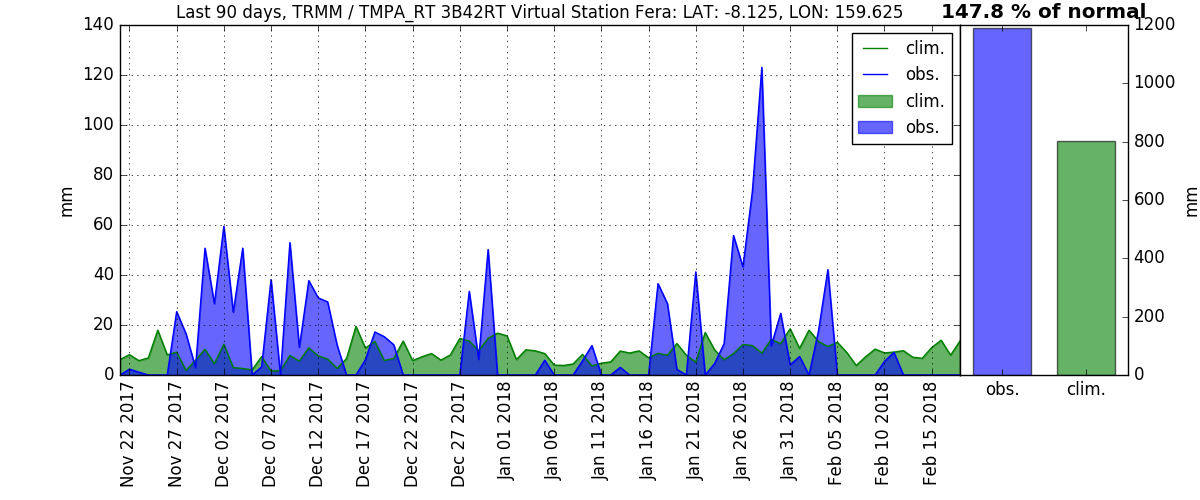 Last 90 days, TRMM / TMPA_RT 3B42RT Virtual Station Fera: LAT: -8.125, LON: 159.625
147.8 % of normal
140
120
100
80
60
40
20
0
mm
clim.
obs.
clim.
obs.
Nov 22 2017
Nov 27 2017
Dec 02 2017
Dec 07 2017
Dec 12 2017
Dec 17 2017
Dec 22 2017
Dec 27 2017
Jan 01 2018
Jan 06 2018
Jan 11 2018
Jan 16 2018
Jan 21 2018
Jan 26 2018
Jan 31 2018
Feb 05 2018
Feb 10 2018
Feb 15 2018
1200
1000
800
600
400
200
0
mm
obs.
clim.